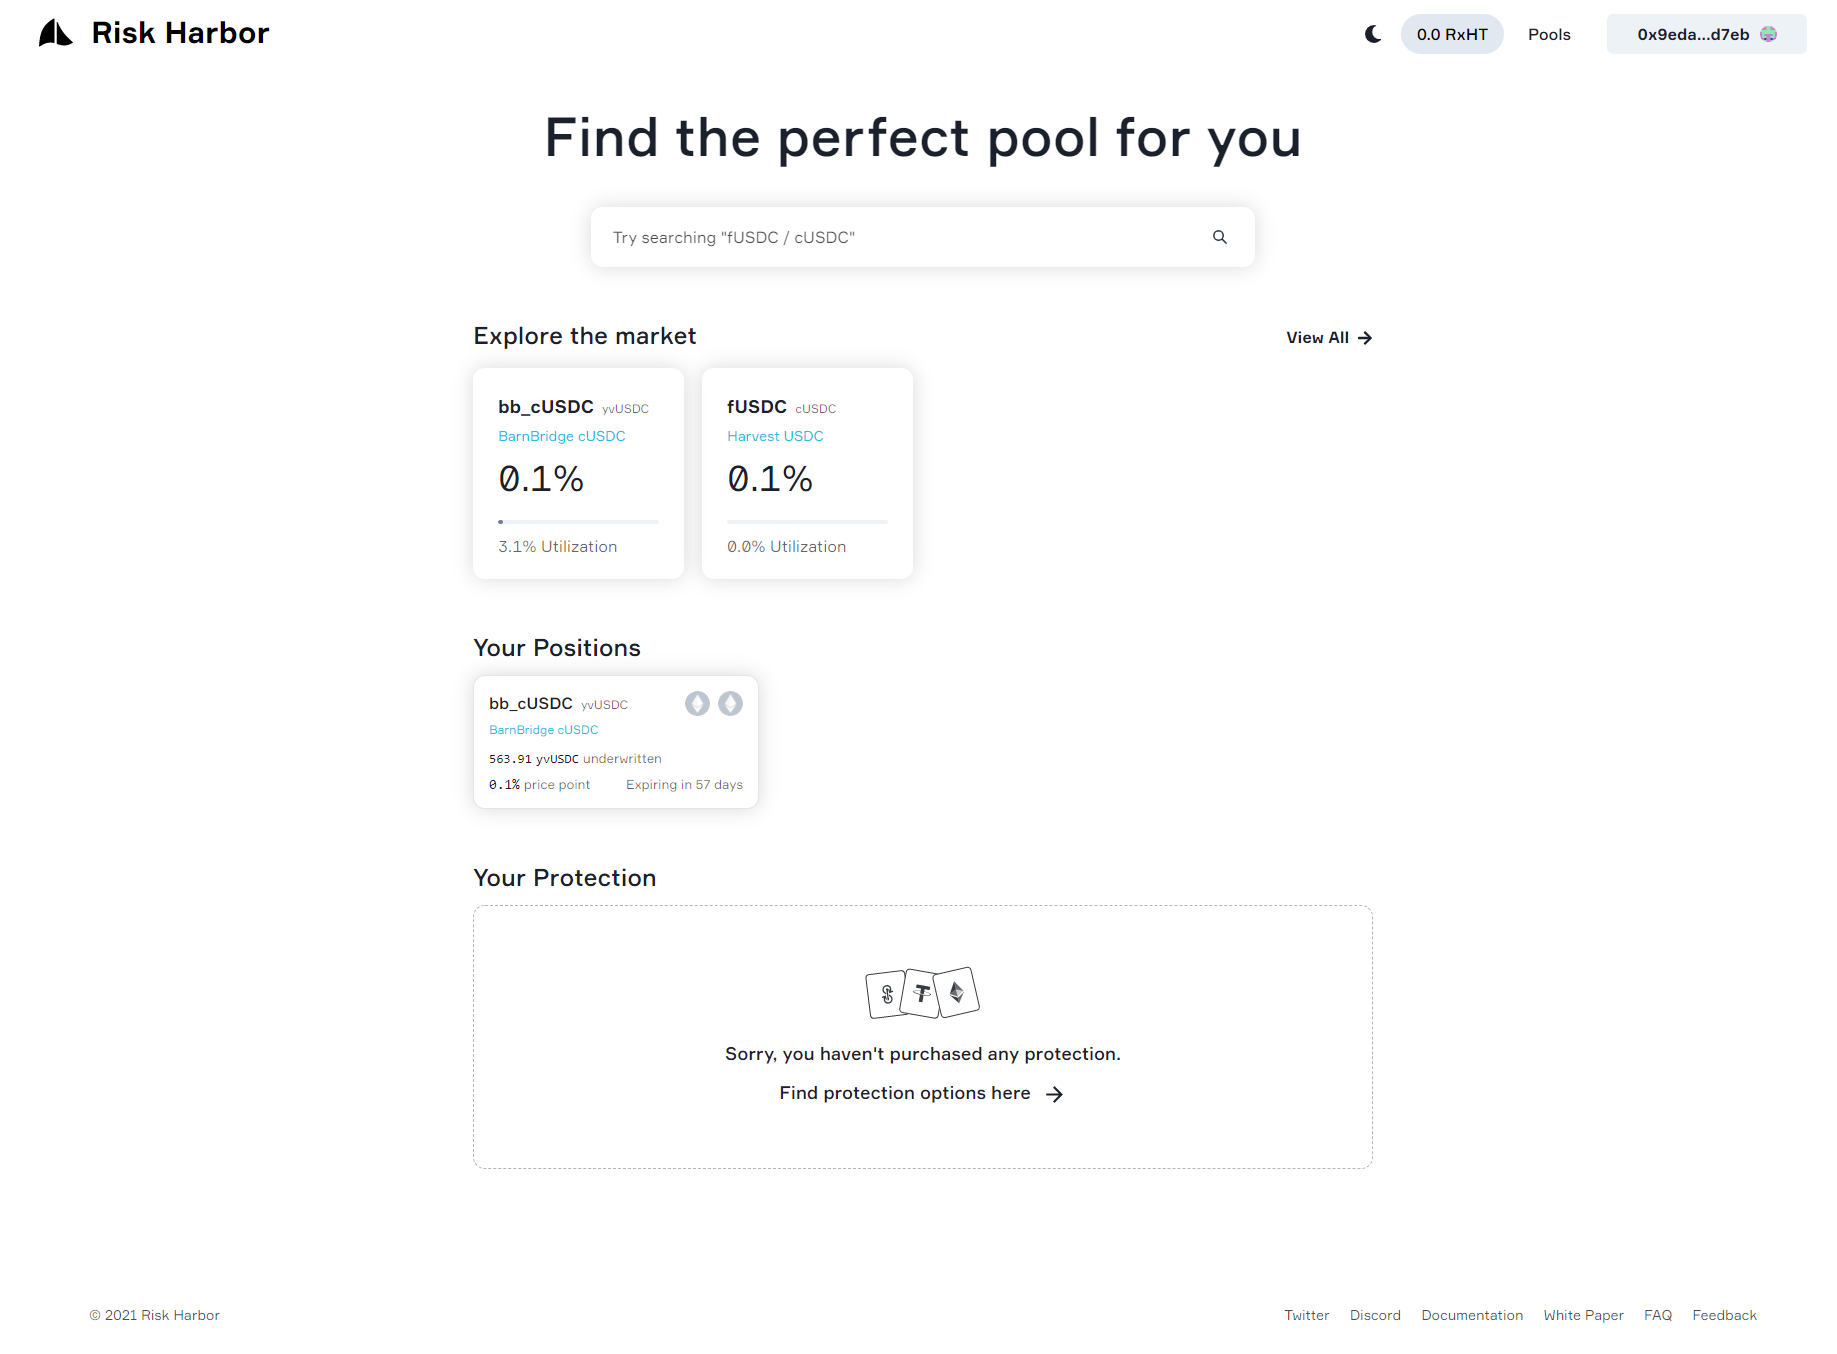 Risk Harbor
0.0 RxHT Pools 0x9eda...d7eb
Find the perfect pool for you
Try searching "fUSDC / cUSDC"
Explore the market View All
bb_cUSDC yvUSDC
BarnBridge cUSDC
0.1%
3.1% Utilization
fUSDC cUSDC
Harvest USDC
0.1%
0.0% Utilization
Your Positions
bb_cUSDC yvUSDC
BarnBridge cUSDC
563.91 yvUSDC underwritten
0.1% price point Expiring in 57 days
Your Protection
Sorry, you haven't purchased any protection.
Find protection options here
© 2021 Risk Harbor Twitter Discord Documentation White Paper FAQ Feedback